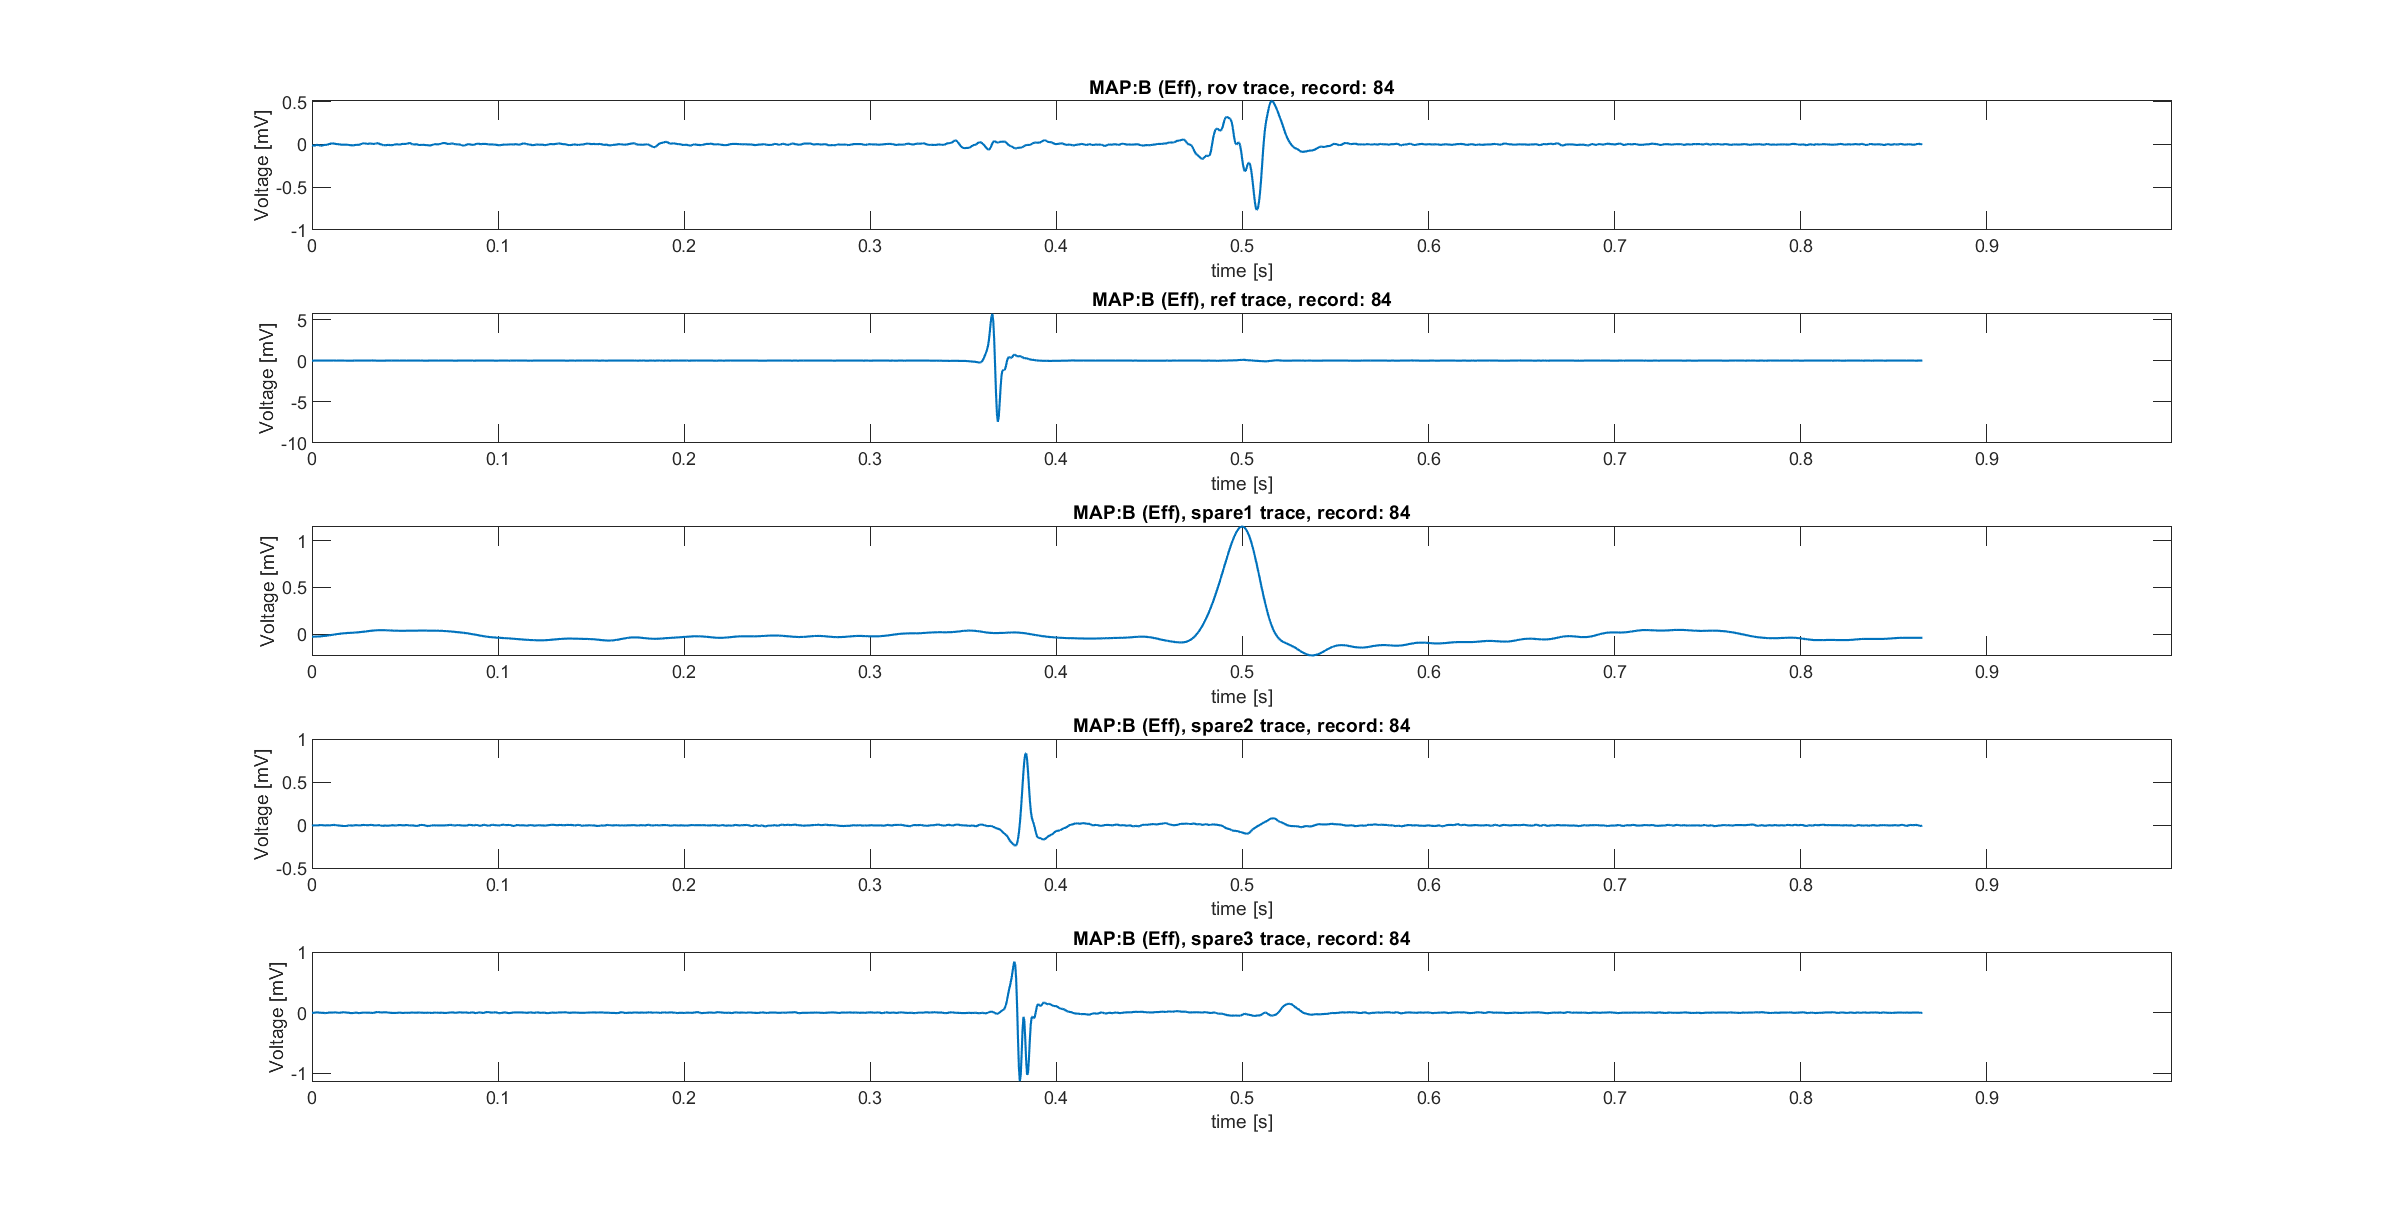 MAP:B (Eff), rov trace, record: 84
Voltage [mV]
0.5
0
-0.5
-1
0 0.1 0.2 0.3 0.4 0.5 0.6 0.7 0.8 0.9
time [s]
MAP:B (Eff), ref trace, record: 84
Voltage [mV]
5
0
-5
-10
0 0.1 0.2 0.3 0.4 0.5 0.6 0.7 0.8 0.9
time [s]
MAP:B (Eff), spare1 trace, record: 84
Voltage [mV]
1
0.5
0
0 0.1 0.2 0.3 0.4 0.5 0.6 0.7 0.8 0.9
time [s]
MAP:B (Eff), spare2 trace, record: 84
Voltage [mV]
1
0.5
0
-0.5
0 0.1 0.2 0.3 0.4 0.5 0.6 0.7 0.8 0.9
time [s]
MAP:B (Eff), spare3 trace, record: 84
Voltage [mV]
1
0
-1
0 0.1 0.2 0.3 0.4 0.5 0.6 0.7 0.8 0.9
time [s]